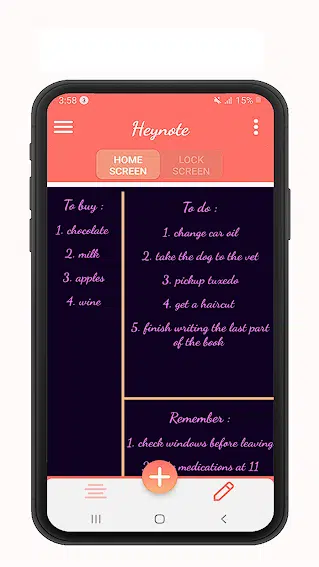 3:58
15%
Heynote
HOME
SCREEN
LOCK
SCREEN
To buy :
1. chocolate
2. milk
3. apples
4. wine
To do :
1. change car oil
2. take the dog to the vet
3. pickup tuxedo
4. get a haircut
5. finish writing the last part
of the book
Remember :
1. check windows before leaving
medications at 11